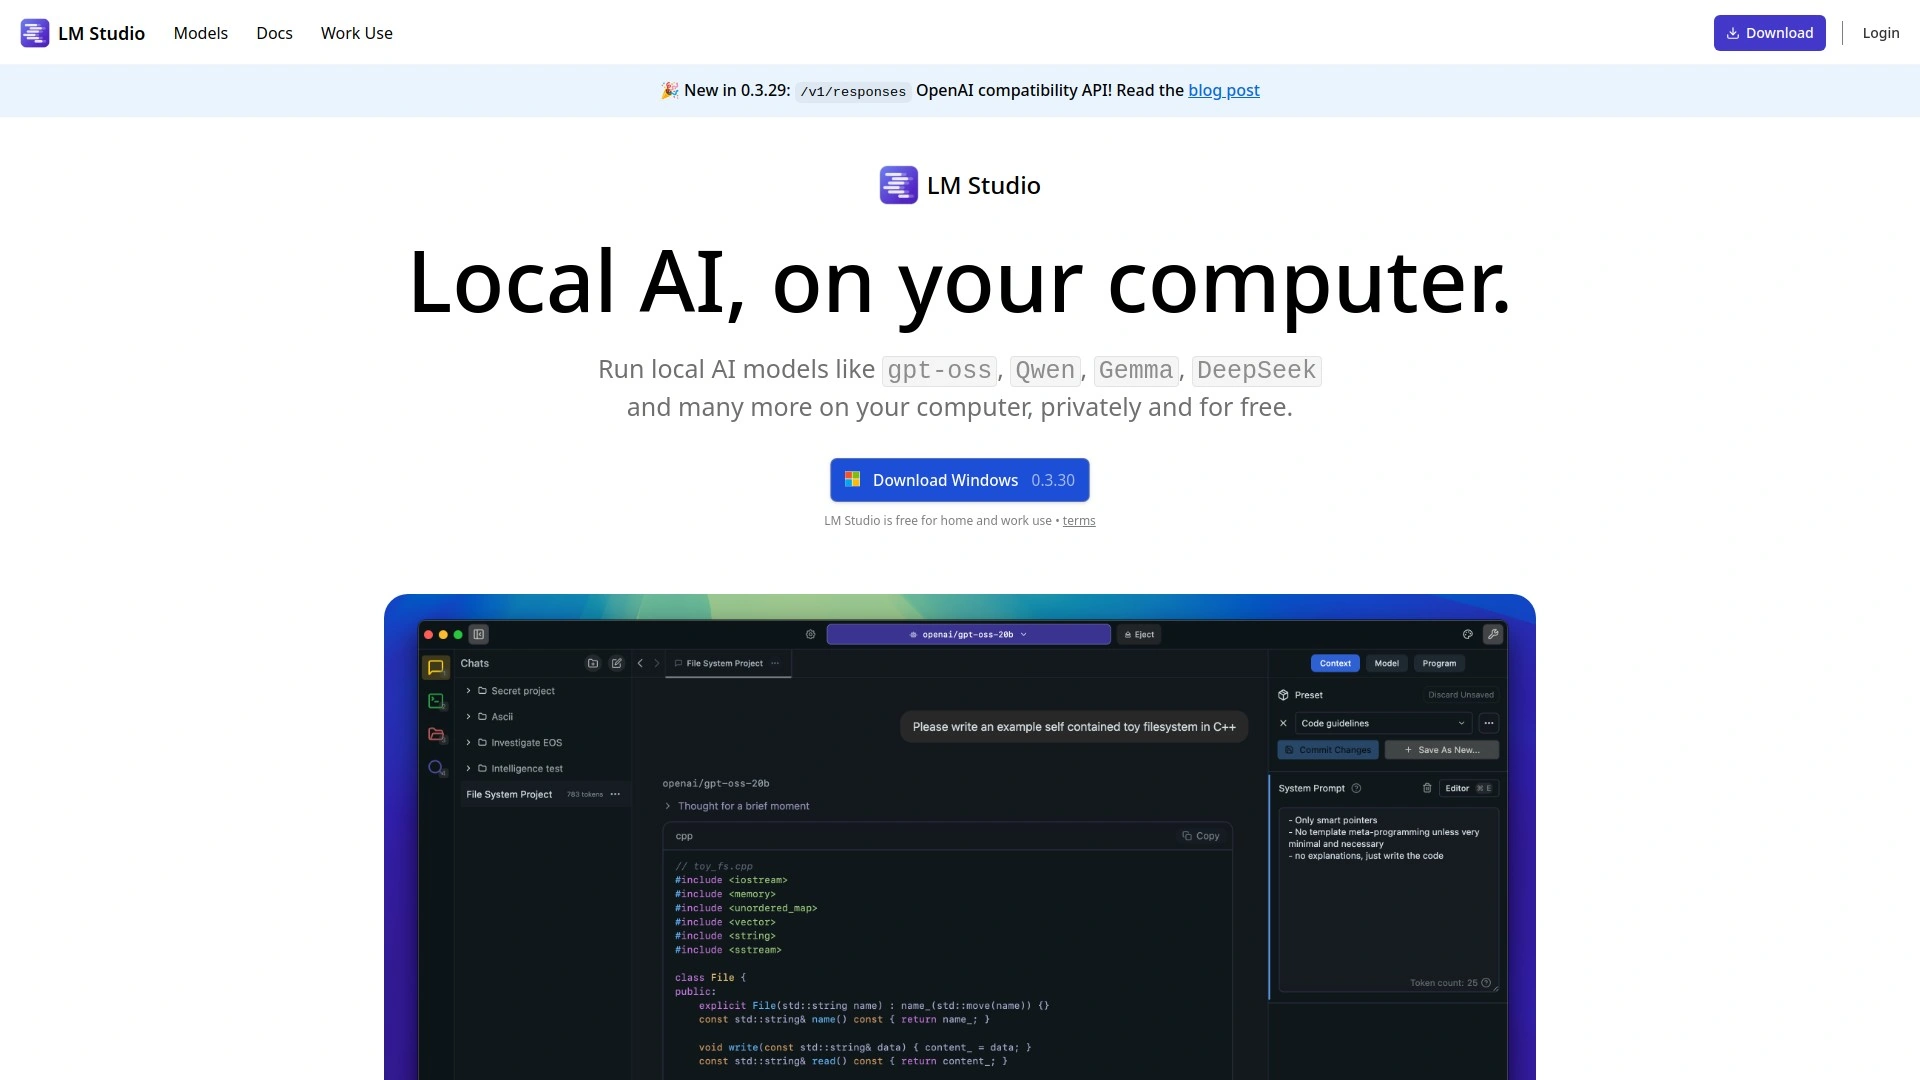 LM Studio
Models
Docs
Work Use
Download
Login
🎉 New in 0.3.29: /v1/responses OpenAI compatibility API! Read the blog post
LM Studio
Local AI, on your computer.
Run local AI models like gpt-oss, Qwen, Gemma, DeepSeek
and many more on your computer, privately and for free.
Download Windows 0.3.30
LM Studio is free for home and work use • terms
openai/gpt-oss-20b
Eject
Chats
Secret project
Ascii
Investigate EOS
Intelligence test
File System Project 783 tokens ...
File System Project ...
Please write an example self contained toy filesystem in C++
openai/gpt-oss-20b
Thought for a brief moment
cpp
Copy
// toy_fs.cpp
#include <iostream>
#include <memory>
#include <unordered_map>
#include <vector>
#include <string>
#include <sstream>
class File {
public:
explicit File(std::string name) : name_(std::move(name)) {}
const std::string& name() const { return name_; }
void write(const std::string& data) { content_ = data; }
const std::string& read() const { return content_; }
Context
Model
Program
Preset
Discard Unsaved
Code guidelines
Commit Changes
+ Save As New...
System Prompt
Editor ⌘ E
- Only smart pointers
- No template meta-programming unless very
minimal and necessary
- no explanations, just write the code
Token count: 25